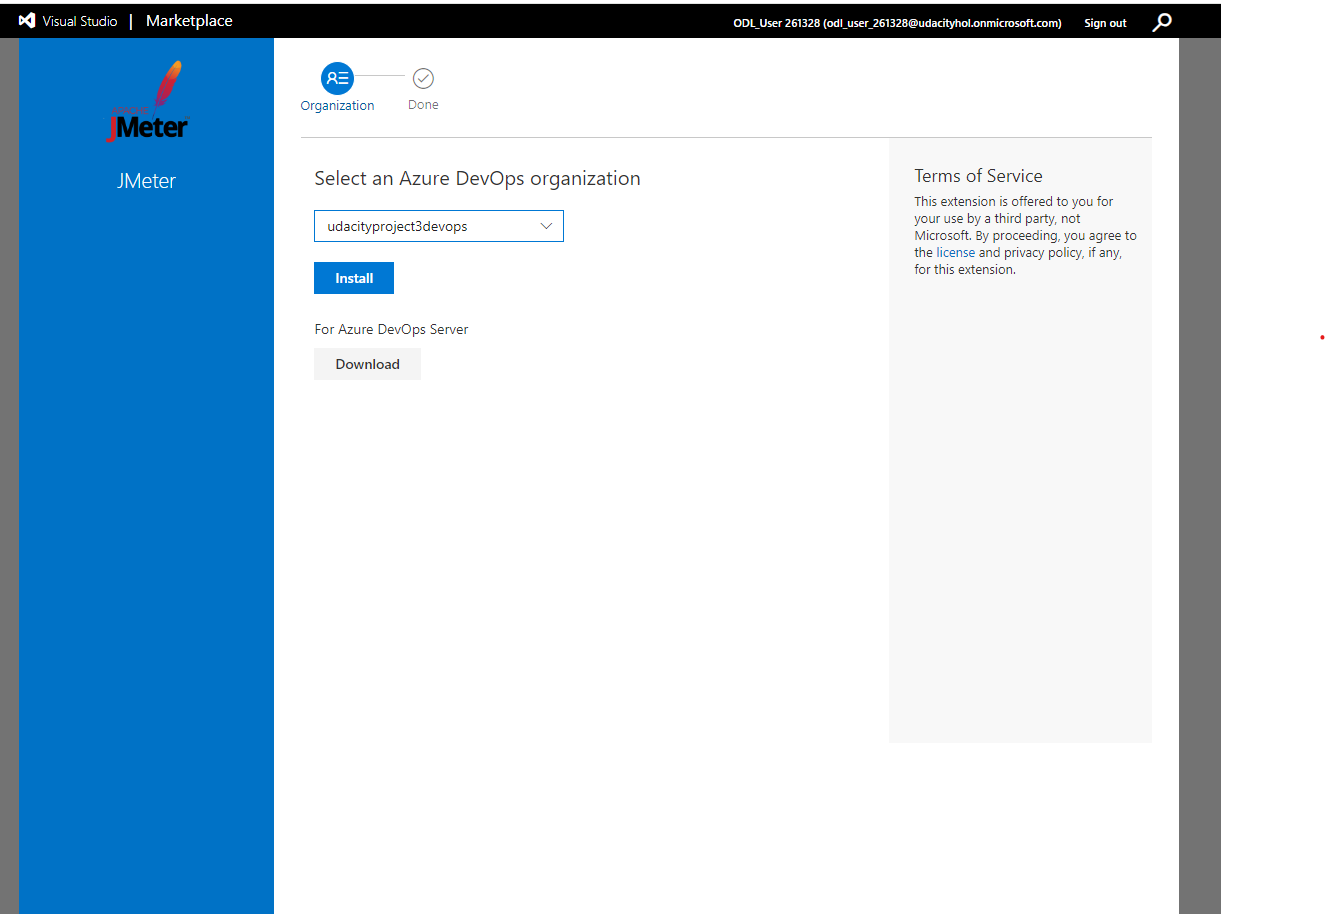 Visual Studio | Marketplace
ODL_User 261328 (odl_user_261328@udacityhol.onmicrosoft.com) Sign out
JMeter
JMeter
Organization
Done
Select an Azure DevOps organization
udacityproject3devops
Install
For Azure DevOps Server
Download
Terms of Service
This extension is offered to you for
your use by a third party, not
Microsoft. By proceeding, you agree to
the license and privacy policy, if any,
for this extension.